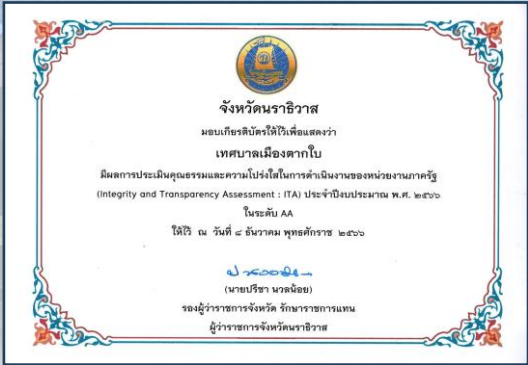 จังหวัดนราธิวาส
มอบเกียรติบัตรให้ไว้เพื่อแสดงว่า
เทศบาลเมืองตากใบ
มีผลการประเมินคุณธรรมและความโปร่งใสในการดำเนินงานของหน่วยงานภาครัฐ
(Integrity and Transparency Assessment : ITA) ประจำปีงบประมาณ พ.ศ. ๒๕๖๖
ในระดับ AA
ให้ไว้ ณ วันที่ ๘ ธันวาคม พุทธศักราช ๒๕๖๖
(นายปรีชา นวลน้อย)
รองผู้ว่าราชการจังหวัด รักษาราชการแทน
ผู้ว่าราชการจังหวัดนราธิวาส